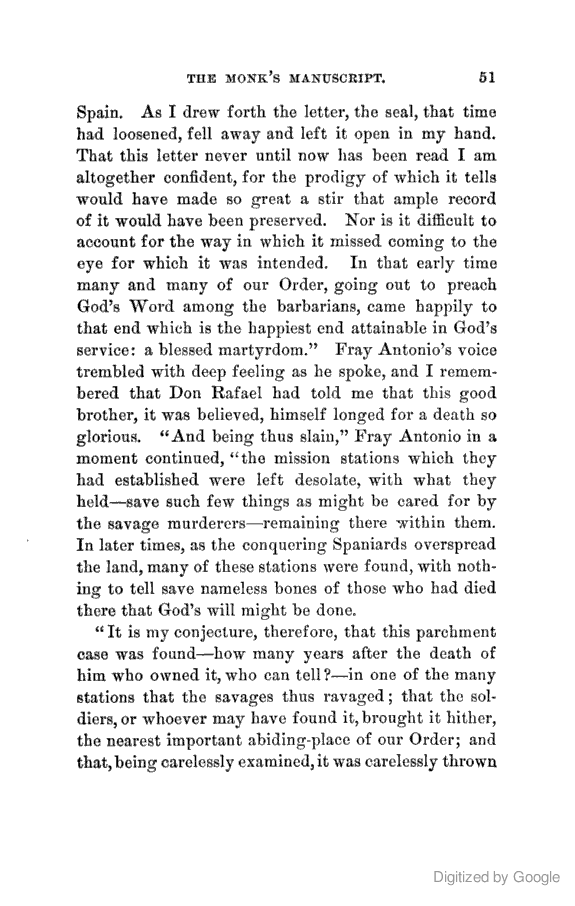 THE MONK'S MANUSCRIPT. 51
Spain. As I drew forth the letter, the seal, that time
had loosened, fell away and left it open in my hand.
That this letter never until now has been read I am
altogether confident, for the prodigy of which it tells
would have made so great a stir that ample record
of it would have been preserved. Nor is it difficult to
account for the way in which it missed coming to the
eye for which it was intended. In that early time
many and many of our Order, going out to preach
God's Word among the barbarians, came happily to
that end which is the happiest end attainable in God's
service: a blessed martyrdom." Fray Antonio's voice
trembled with deep feeling as he spoke, and I remem-
bered that Don Rafael had told me that this good
brother, it was believed, himself longed for a death so
glorious. "And being thus slain," Fray Antonio in a
moment continued, "the mission stations which they
had established were left desolate, with what they
held—save such few things as might be cared for by
the savage murderers—remaining there within them.
In later times, as the conquering Spaniards overspread
the land, many of these stations were found, with noth-
ing to tell save nameless bones of those who had died
there that God's will might be done.
"It is my conjecture, therefore, that this parchment
case was found—how many years after the death of
him who owned it, who can tell?—in one of the many
stations that the savages thus ravaged; that the sol-
diers, or whoever may have found it, brought it hither,
the nearest important abiding-place of our Order; and
that, being carelessly examined, it was carelessly thrown
Digitized by Google